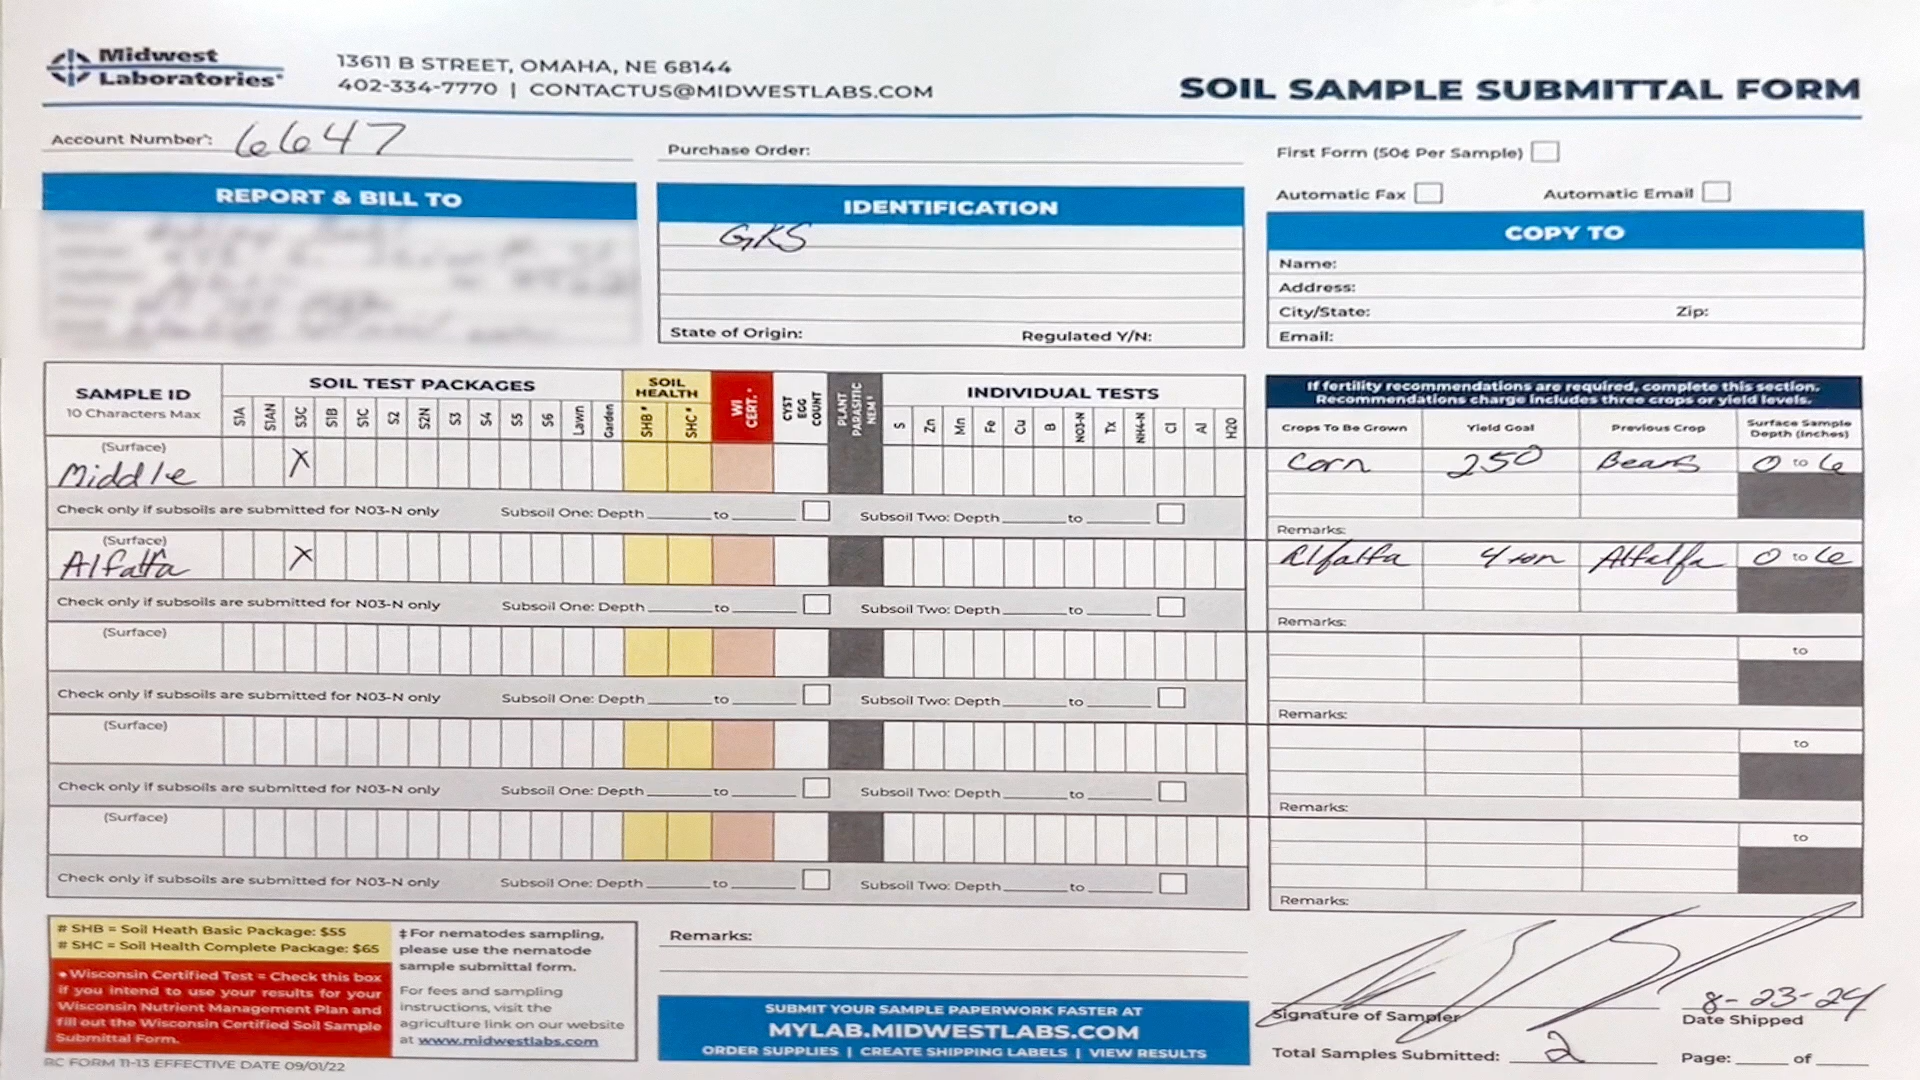 Midwest
Laboratories®
13611 B STREET, OMAHA, NE 68144
402-334-7770 | CONTACTUS@MIDWESTLABS.COM
SOIL SAMPLE SUBMITTAL FORM
Account Number*: 6647
Purchase Order:
First Form (50¢ Per Sample)
Automatic Fax Automatic Email
REPORT & BILL TO
IDENTIFICATION
GKS
State of Origin: Regulated Y/N:
COPY TO
Name:
Address:
City/State: Zip:
Email:
SAMPLE ID
10 Characters Max
SOIL TEST PACKAGES
S1A S1AN S3C S1B S1C S2 S2N S3 S4 S5 S6 Lawn Garden
SOIL HEALTH
SHB # SHC #
WI CERT. •
CYST EGG COUNT
PLANT PARASITIC NEM ‡
INDIVIDUAL TESTS
S Zn Mn Fe Cu B NO3-N Tx NH4-N Cl Al H20
If fertility recommendations are required, complete this section.
Recommendations charge includes three crops or yield levels.
Crops To Be Grown Yield Goal Previous Crop Surface Sample Depth (Inches)
(Surface)
Middle X Corn 250 Beans 0 to 6
Check only if subsoils are submitted for N03-N only Subsoil One: Depth to Subsoil Two: Depth to
Remarks:
(Surface)
Alfalfa X Alfalfa 4 ton Alfalfa 0 to 6
Check only if subsoils are submitted for N03-N only Subsoil One: Depth to Subsoil Two: Depth to
Remarks:
(Surface) to
Check only if subsoils are submitted for N03-N only Subsoil One: Depth to Subsoil Two: Depth to
Remarks:
(Surface) to
Check only if subsoils are submitted for N03-N only Subsoil One: Depth to Subsoil Two: Depth to
Remarks:
(Surface) to
Check only if subsoils are submitted for N03-N only Subsoil One: Depth to Subsoil Two: Depth to
Remarks:
# SHB = Soil Heath Basic Package: $55
# SHC = Soil Health Complete Package: $65
• Wisconsin Certified Test = Check this box
if you intend to use your results for your
Wisconsin Nutrient Management Plan and
fill out the Wisconsin Certified Soil Sample
Submittal Form.
‡ For nematodes sampling,
please use the nematode
sample submittal form.
For fees and sampling
instructions, visit the
agriculture link on our website
at www.midwestlabs.com
RC FORM 11-13 EFFECTIVE DATE 09/01/22
Remarks:
SUBMIT YOUR SAMPLE PAPERWORK FASTER AT
MYLAB.MIDWESTLABS.COM
ORDER SUPPLIES | CREATE SHIPPING LABELS | VIEW RESULTS
8-23-24
Signature of Sampler Date Shipped
Total Samples Submitted: 2 Page: of